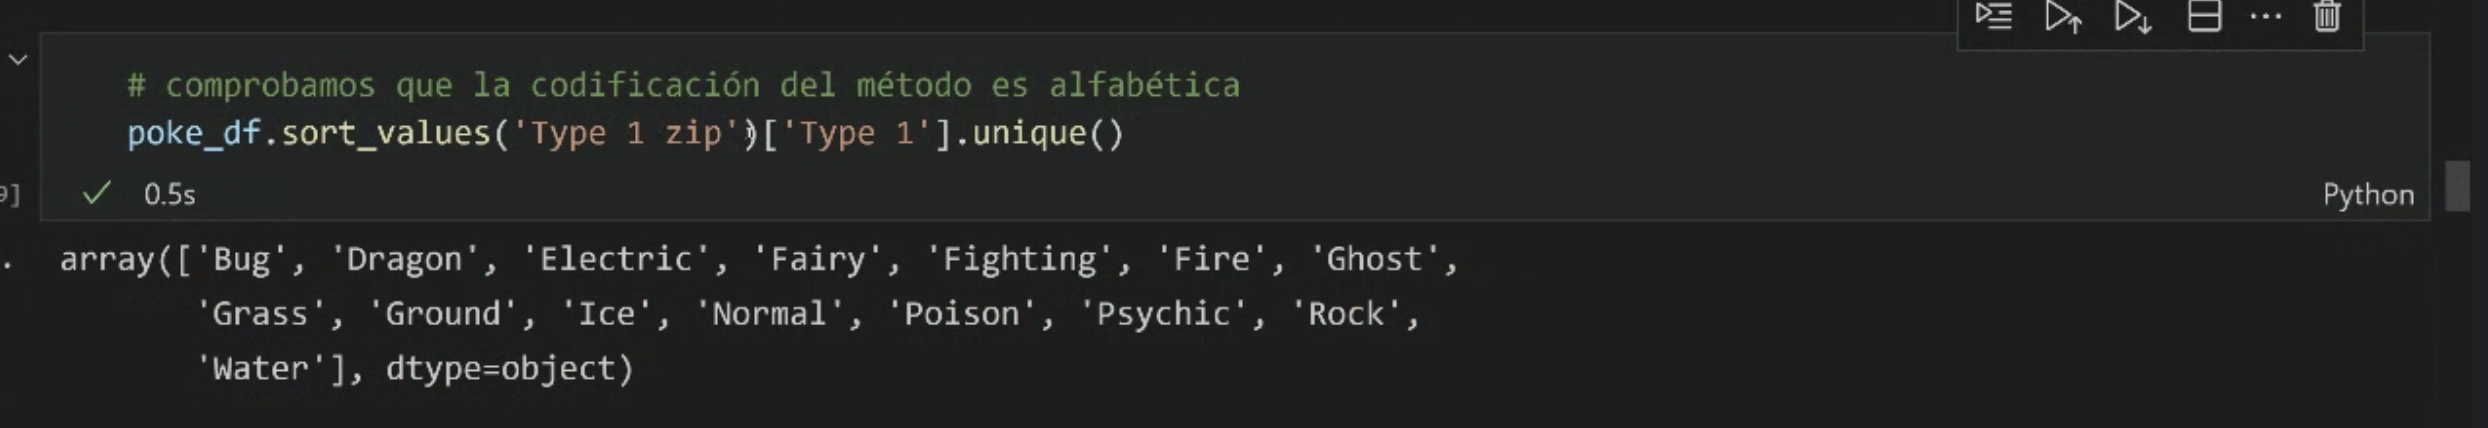 # comprobamos que la codificación del método es alfabética
poke_df.sort_values('Type 1 zip')['Type 1'].unique()
9]
0.5s
Python
array(['Bug', 'Dragon', 'Electric', 'Fairy', 'Fighting', 'Fire', 'Ghost',
'Grass', 'Ground', 'Ice', 'Normal', 'Poison', 'Psychic', 'Rock',
'Water'], dtype=object)